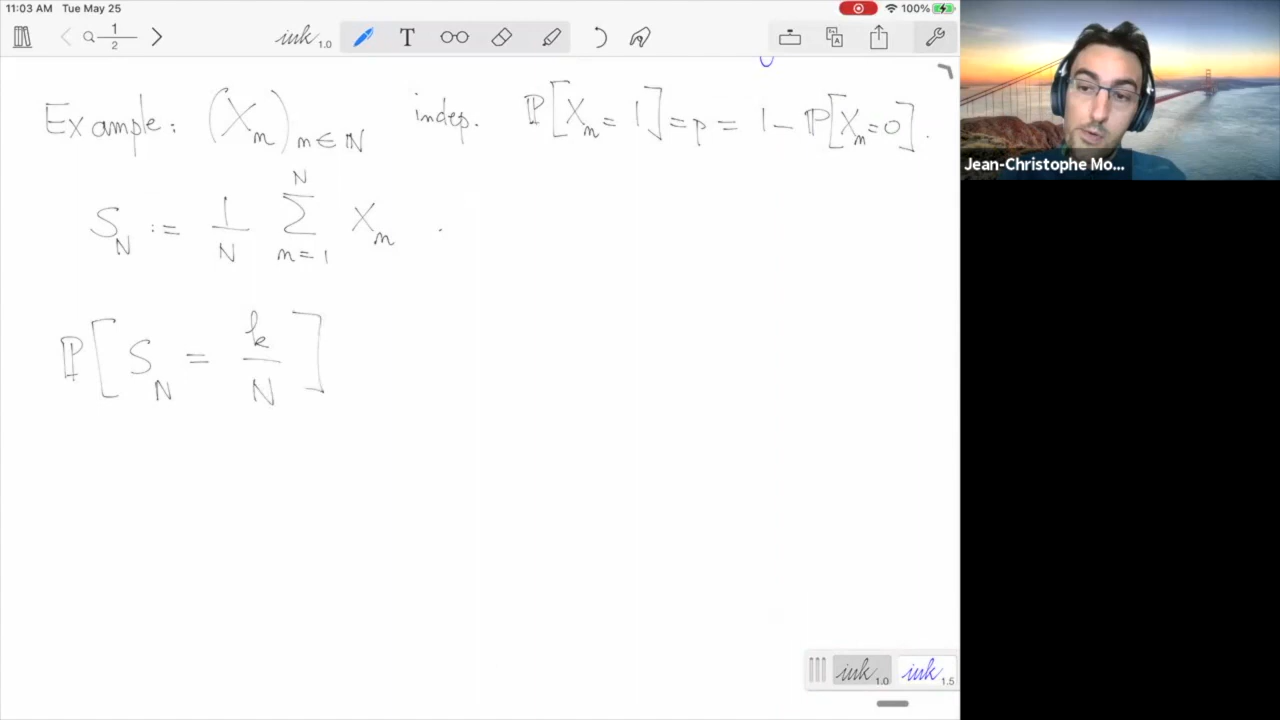 11:03 AM Tue May 25
100%
1/2
ink 1.0
T
Example: (X_n)_{n∈ℕ} indep. ℙ[X_n = 1] = p = 1 − ℙ[X_n = 0].
S_N := 1/N ∑_{n=1}^{N} X_n .
ℙ[S_N = k/N]
ink 1.0 ink 1.5
Jean-Christophe Mo...